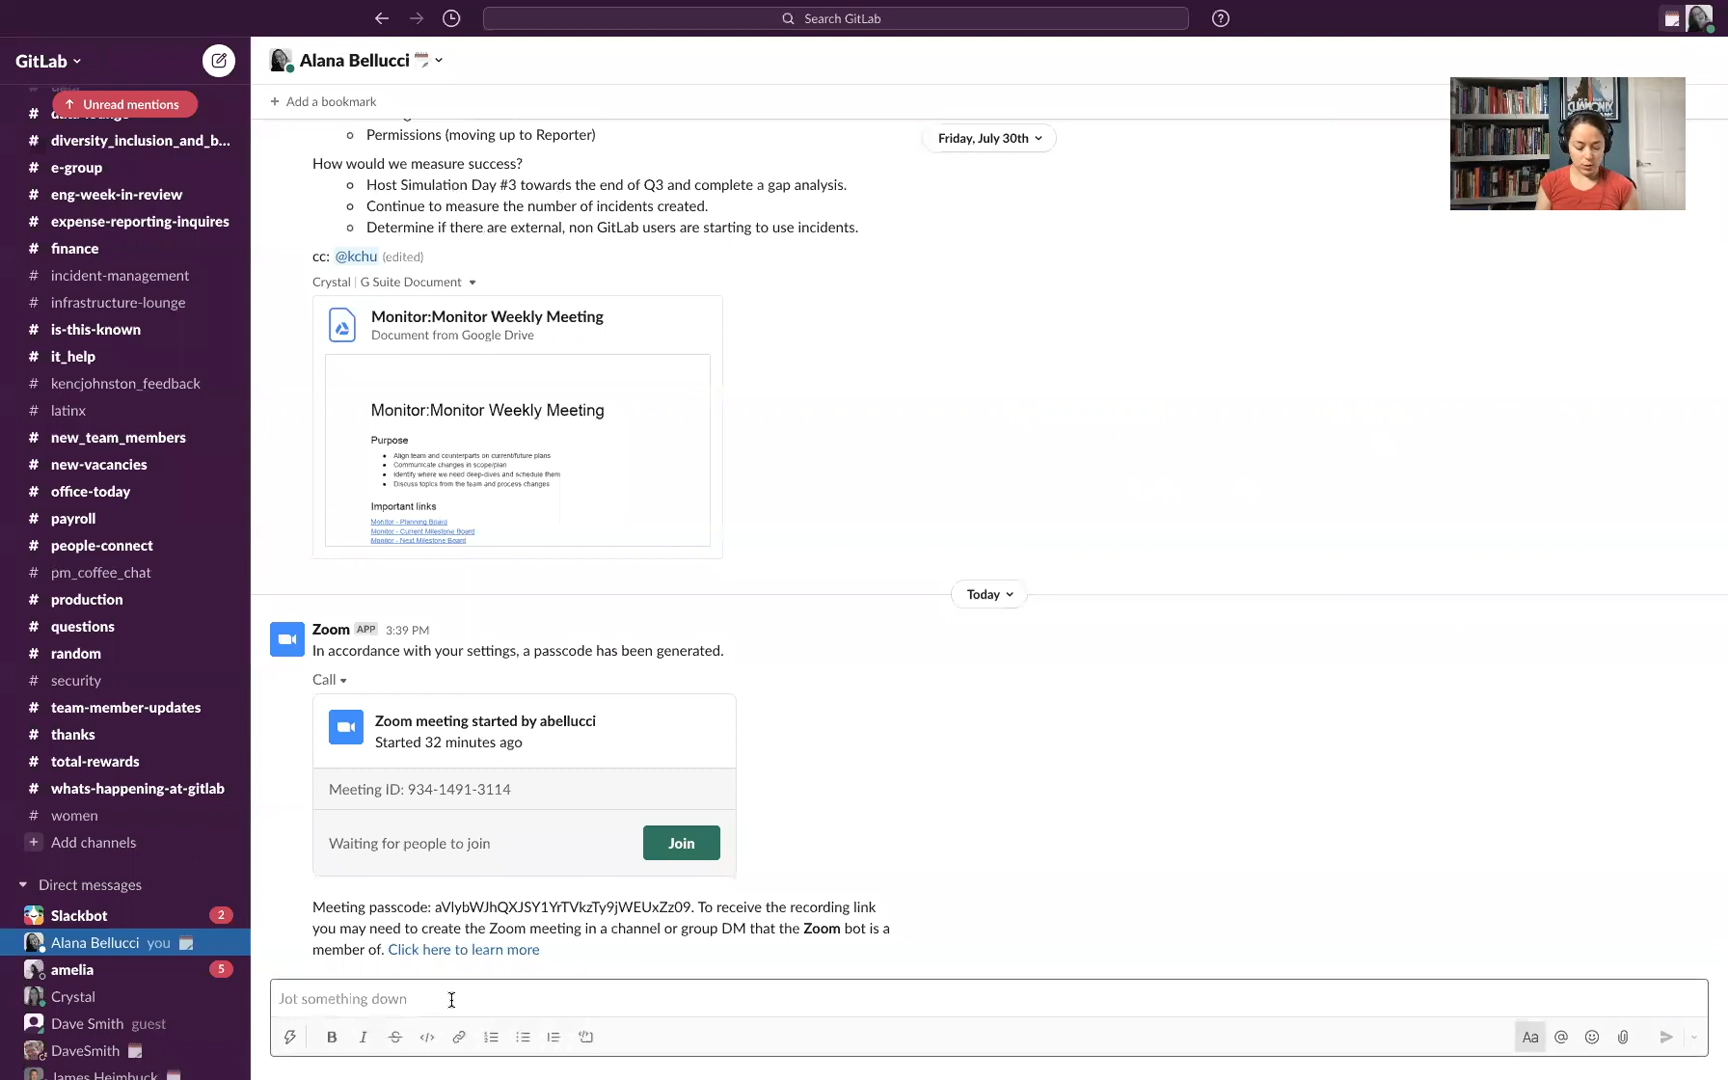 Search GitLab
GitLab
Unread mentions
diversity_inclusion_and_b...
e-group
eng-week-in-review
expense-reporting-inquires
finance
incident-management
infrastructure-lounge
is-this-known
it_help
kencjohnston_feedback
latinx
new_team_members
new-vacancies
office-today
payroll
people-connect
pm_coffee_chat
production
questions
random
security
team-member-updates
thanks
total-rewards
whats-happening-at-gitlab
women
+ Add channels
Direct messages
Slackbot 2
Alana Bellucci you
amelia 5
Crystal
Dave Smith guest
DaveSmith
James Heimbuck
Alana Bellucci
+ Add a bookmark
Friday, July 30th
Permissions (moving up to Reporter)
How would we measure success?
Host Simulation Day #3 towards the end of Q3 and complete a gap analysis.
Continue to measure the number of incidents created.
Determine if there are external, non GitLab users are starting to use incidents.
cc: @kchu (edited)
Crystal | G Suite Document
Monitor:Monitor Weekly Meeting
Document from Google Drive
Monitor:Monitor Weekly Meeting
Purpose
Align team and counterparts on current/future plans
Communicate changes in scope/plan
Identify where we need deep-dives and schedule them
Discuss topics from the team and process changes
Important links
Monitor - Planning Board
Monitor - Current Milestone Board
Monitor - Next Milestone Board
Today
Zoom APP 3:39 PM
In accordance with your settings, a passcode has been generated.
Call
Zoom meeting started by abellucci
Started 32 minutes ago
Meeting ID: 934-1491-3114
Waiting for people to join
Join
Meeting passcode: aVlybWJhQXJSY1YrTVkzTy9jWEUxZz09. To receive the recording link
you may need to create the Zoom meeting in a channel or group DM that the Zoom bot is a
member of. Click here to learn more
Jot something down
B I S </> Aa @
CHAMONIX